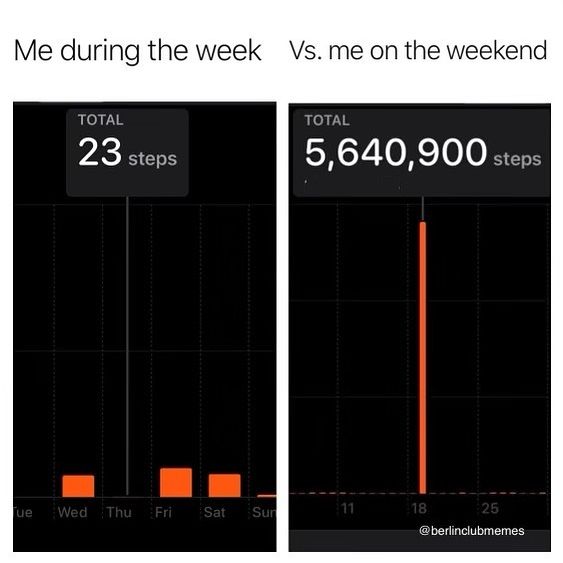 Me during the week
Vs. me on the weekend
TOTAL
23 steps
Tue Wed Thu Fri Sat Sun
TOTAL
5,640,900 steps
11 18 25
@berlinclubmemes